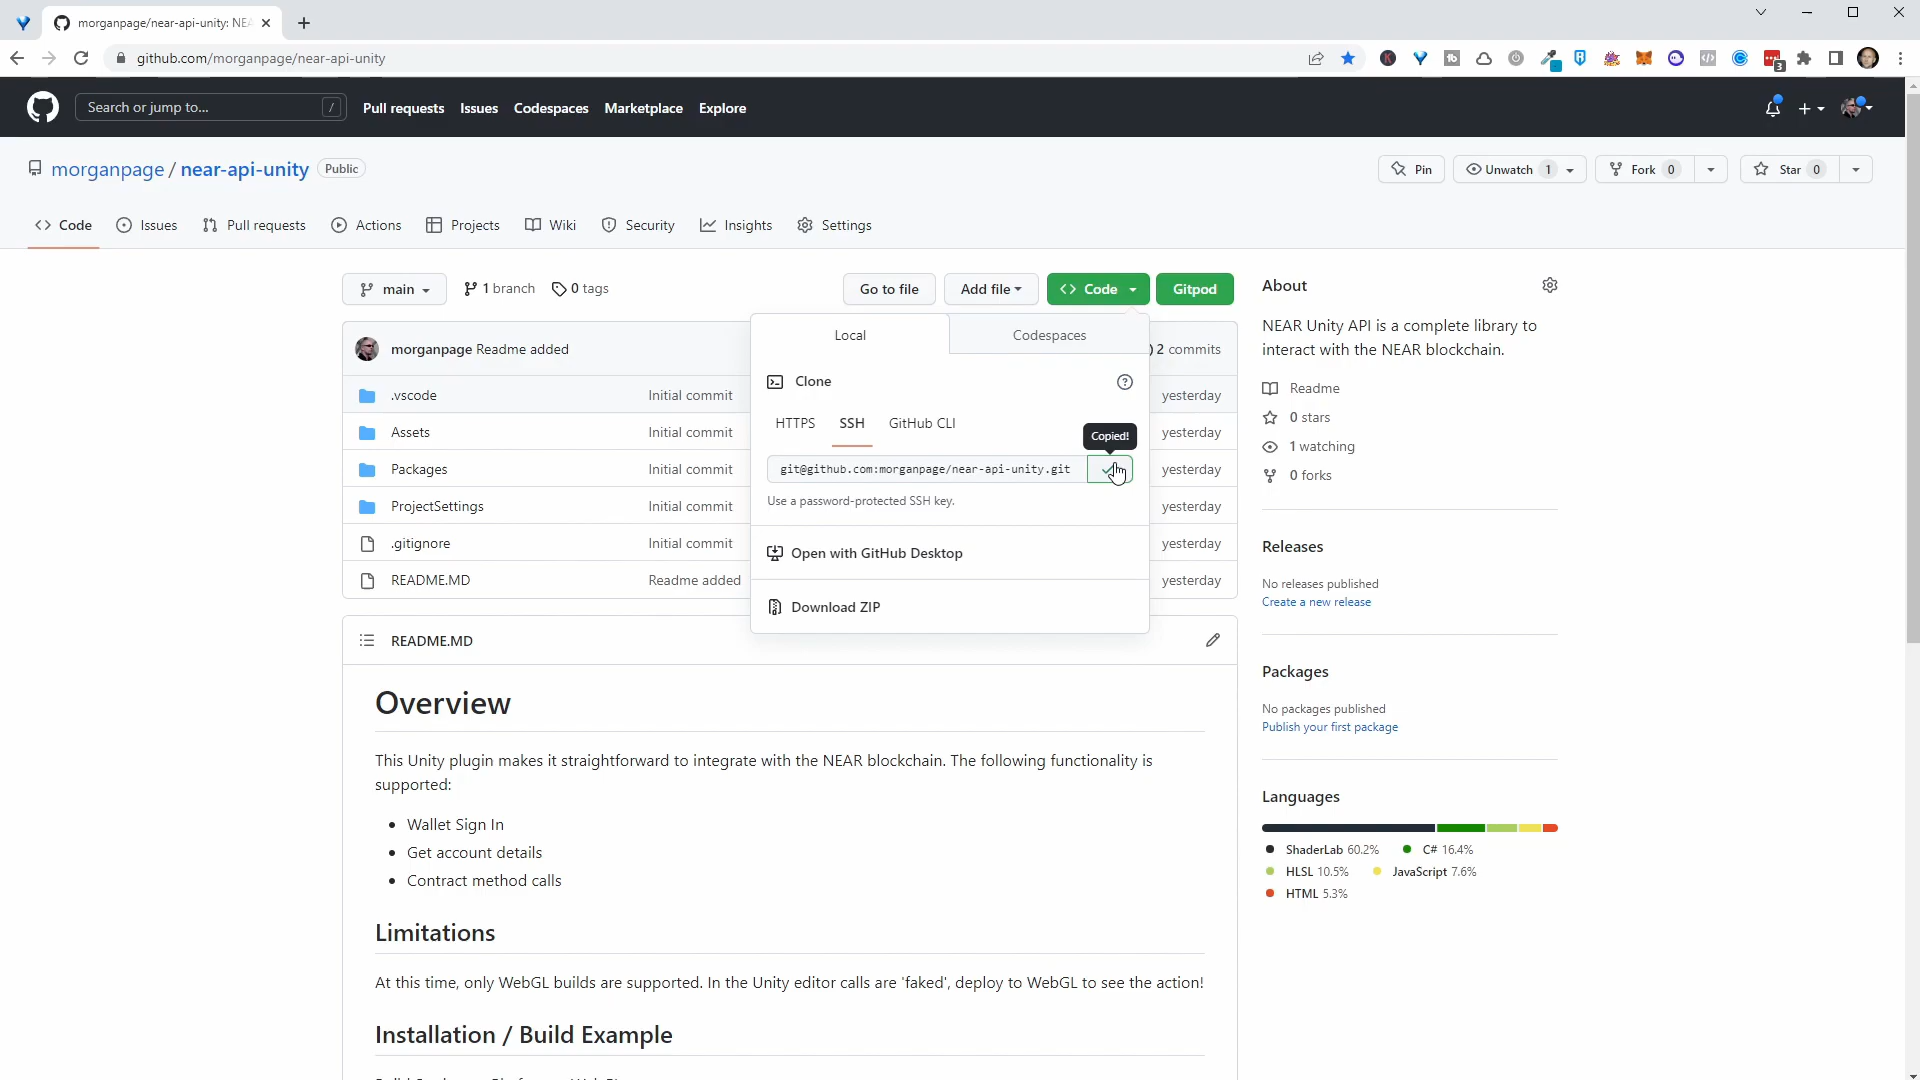 morganpage/near-api-unity: NEA
github.com/morganpage/near-api-unity
3
Search or jump to... /
Pull requests Issues Codespaces Marketplace Explore
morganpage / near-api-unity Public
Pin Unwatch 1 Fork 0 Star 0
Code Issues Pull requests Actions Projects Wiki Security Insights Settings
main 1 branch 0 tags Go to file Add file Code Gitpod
morganpage Readme added 2 commits
.vscode Initial commit yesterday
Assets Initial commit yesterday
Packages Initial commit yesterday
ProjectSettings Initial commit yesterday
.gitignore Initial commit yesterday
README.MD Readme added yesterday
Local Codespaces
Clone
HTTPS SSH GitHub CLI
Copied!
git@github.com:morganpage/near-api-unity.git
Use a password-protected SSH key.
Open with GitHub Desktop
Download ZIP
README.MD
Overview
This Unity plugin makes it straightforward to integrate with the NEAR blockchain. The following functionality is
supported:
• Wallet Sign In
• Get account details
• Contract method calls
Limitations
At this time, only WebGL builds are supported. In the Unity editor calls are 'faked', deploy to WebGL to see the action!
Installation / Build Example
About
NEAR Unity API is a complete library to
interact with the NEAR blockchain.
Readme
0 stars
1 watching
0 forks
Releases
No releases published
Create a new release
Packages
No packages published
Publish your first package
Languages
ShaderLab 60.2% C# 16.4%
HLSL 10.5% JavaScript 7.6%
HTML 5.3%